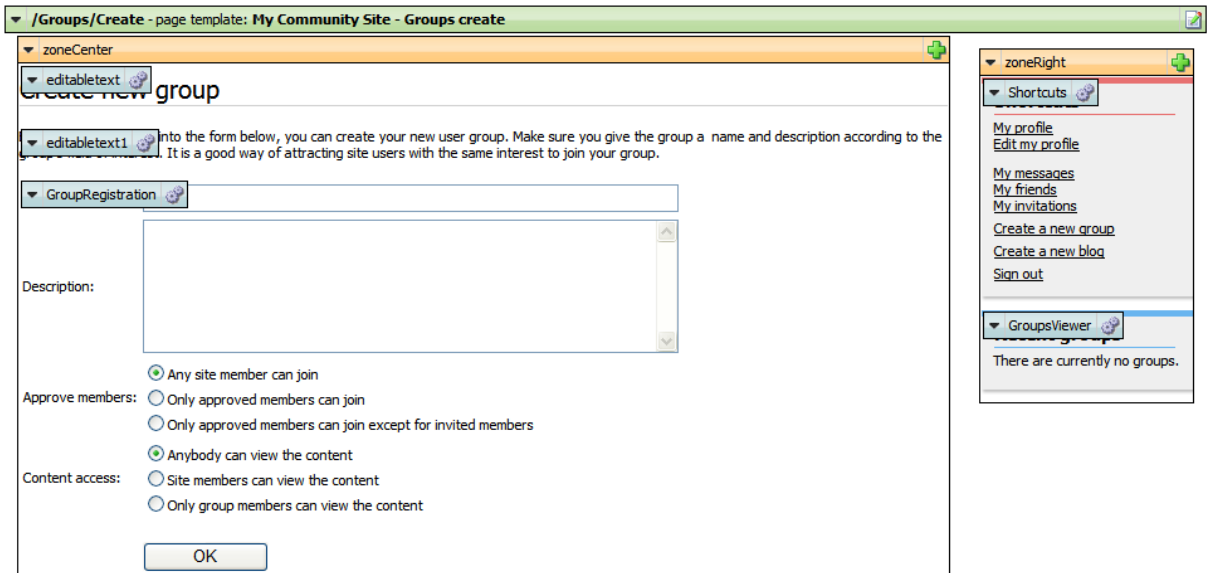 /Groups/Create - page template: My Community Site - Groups create
zoneCenter
editabletext
group
editabletext1
into the form below, you can create your new user group. Make sure you give the group a name and description according to the
It is a good way of attracting site users with the same interest to join your group.
GroupRegistration
Description:
Approve members:
Any site member can join
Only approved members can join
Only approved members can join except for invited members
Content access:
Anybody can view the content
Site members can view the content
Only group members can view the content
OK
zoneRight
Shortcuts
My profile
Edit my profile
My messages
My friends
My invitations
Create a new group
Create a new blog
Sign out
GroupsViewer
There are currently no groups.